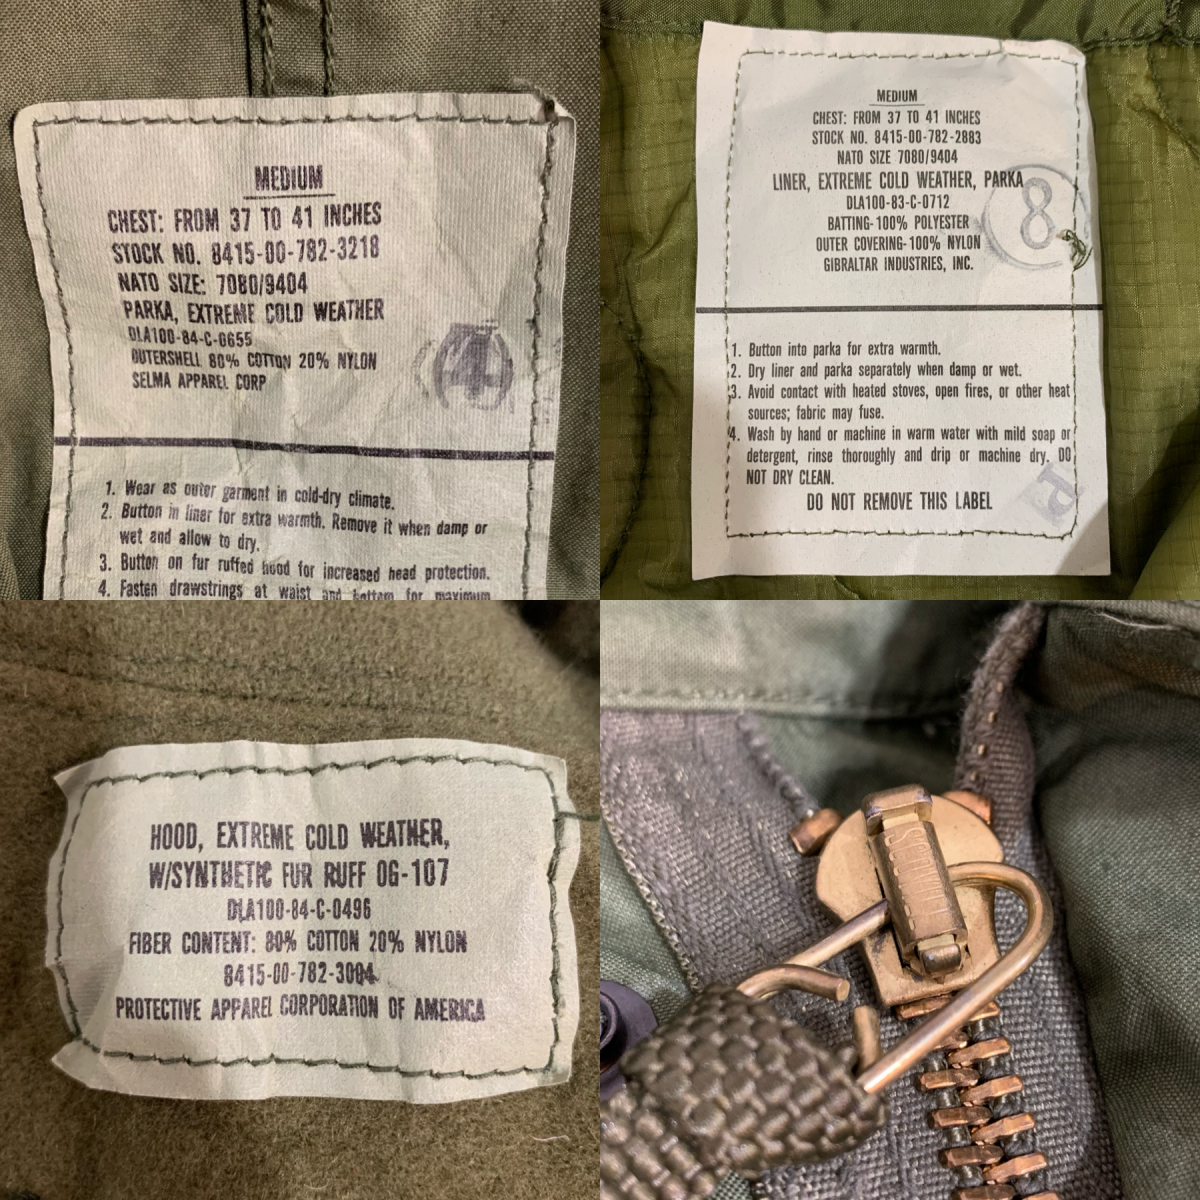 MEDIUM
CHEST: FROM 37 TO 41 INCHES
STOCK NO. 8415-00-782-3218
NATO SIZE: 7080/9404
PARKA, EXTREME COLD WEATHER
DLA100-84-C-0655
OUTERSHELL 80% COTTON 20% NYLON
SELMA APPAREL CORP
4
1. Wear as outer garment in cold-dry climate.
2. Button in liner for extra warmth. Remove it when damp or
wet and allow to dry.
3. Button on fur ruffed hood for increased head protection.
4. Fasten drawstrings at waist and bottom for maximum
MEDIUM
CHEST: FROM 37 TO 41 INCHES
STOCK NO. 8415-00-782-2883
NATO SIZE 7080/9404
LINER, EXTREME COLD WEATHER, PARKA
DLA100-83-C-0712
BATTING-100% POLYESTER
OUTER COVERING-100% NYLON
GIBRALTAR INDUSTRIES, INC.
8
1. Button into parka for extra warmth.
2. Dry liner and parka separately when damp or wet.
3. Avoid contact with heated stoves, open fires, or other heat
sources; fabric may fuse.
4. Wash by hand or machine in warm water with mild soap or
detergent, rinse thoroughly and drip or machine dry. DO
NOT DRY CLEAN.
DO NOT REMOVE THIS LABEL
P
HOOD, EXTREME COLD WEATHER,
W/SYNTHETIC FUR RUFF OG-107
DLA100-84-C-0496
FIBER CONTENT: 80% COTTON 20% NYLON
8415-00-782-3004
PROTECTIVE APPAREL CORPORATION OF AMERICA